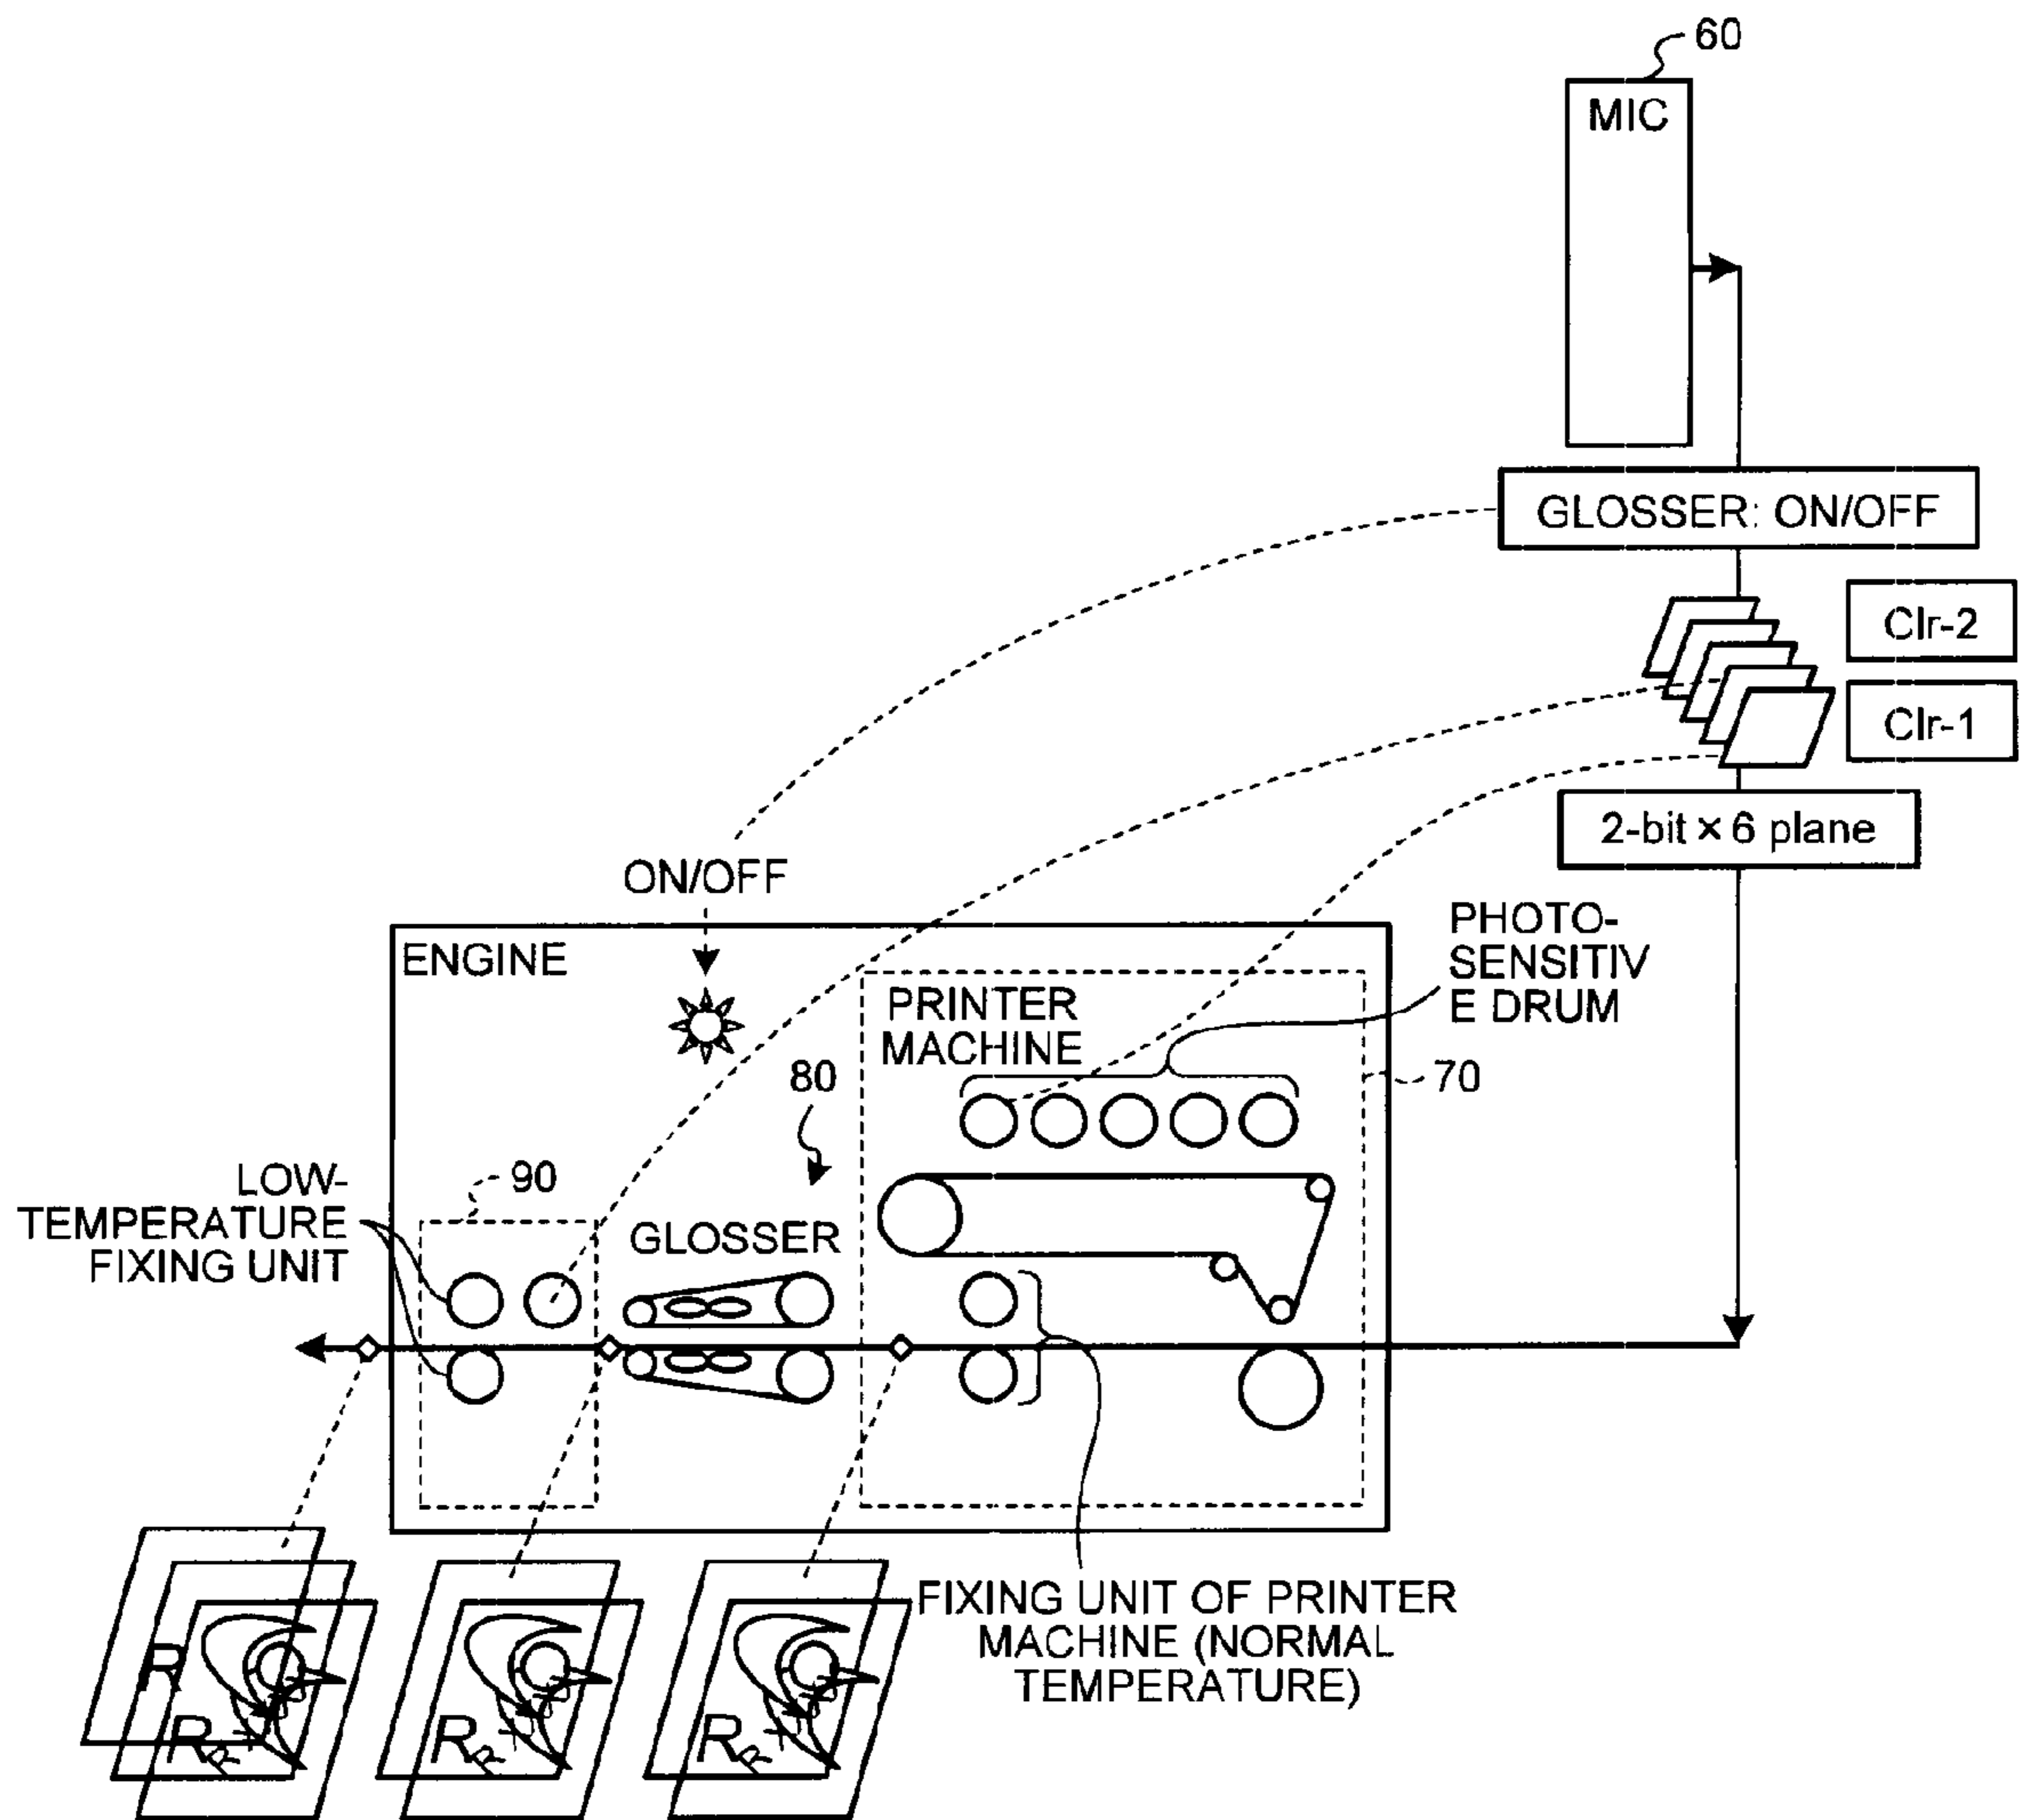 60
MIC
GLOSSER: ON/OFF
Clr-2
Clr-1
2-bit × 6 plane
ON/OFF
PHOTO-
SENSITIV
E DRUM
ENGINE
PRINTER
MACHINE
80
70
LOW-
TEMPERATURE
FIXING UNIT
90
GLOSSER
FIXING UNIT OF PRINTER
MACHINE (NORMAL
TEMPERATURE)
R
R
R
R